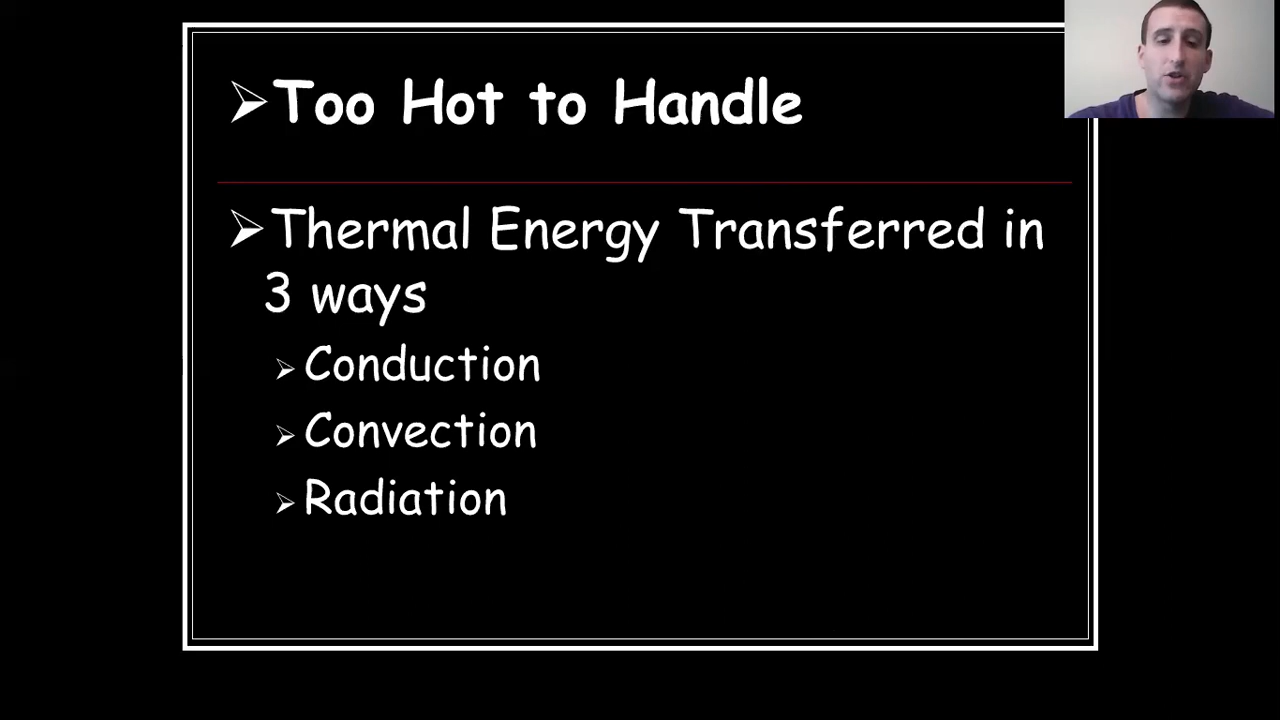 Too Hot to Handle
Thermal Energy Transferred in
3 ways
Conduction
Convection
Radiation